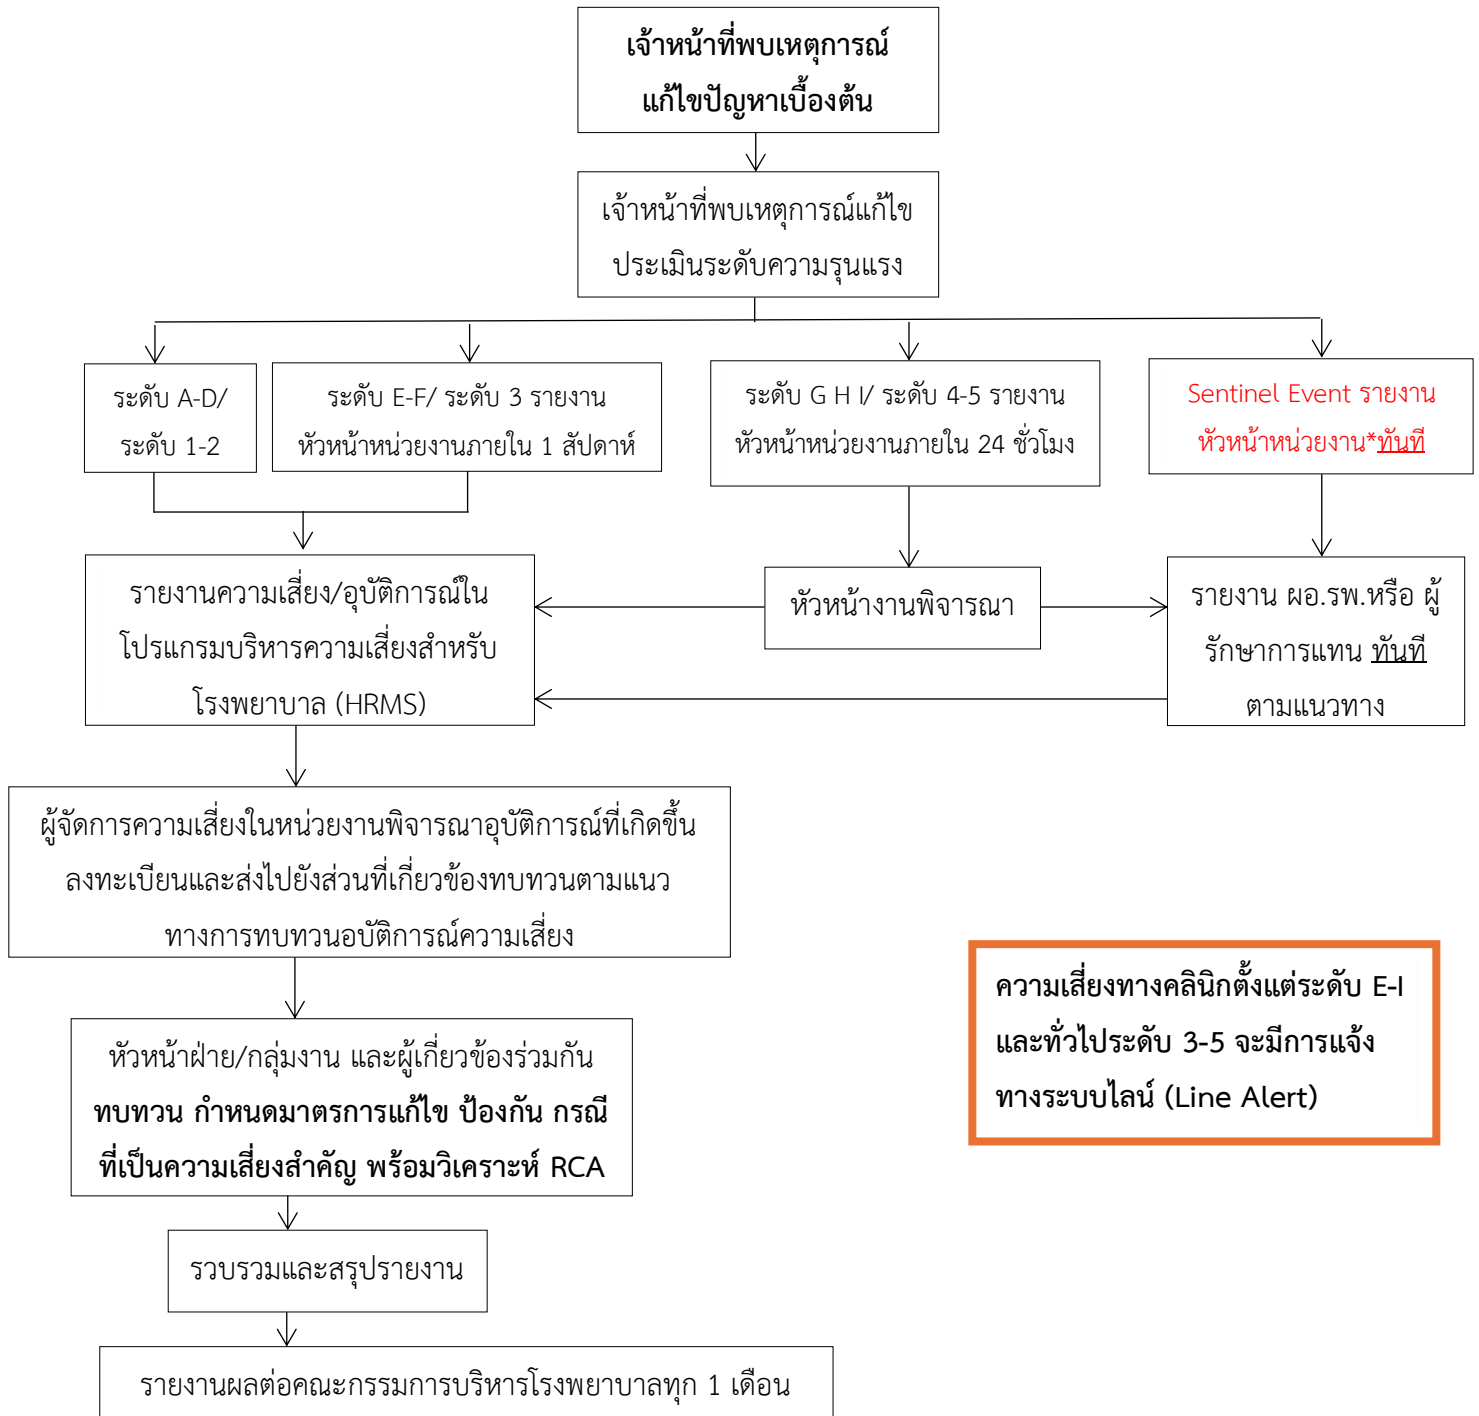 เจ้าหน้าที่พบเหตุการณ์
แก้ไขปัญหาเบื้องต้น
เจ้าหน้าที่พบเหตุการณ์แก้ไข
ประเมินระดับความรุนแรง
ระดับ A-D/
ระดับ 1-2
ระดับ E-F/ ระดับ 3 รายงาน
หัวหน้าหน่วยงานภายใน 1 สัปดาห์
ระดับ G H I/ ระดับ 4-5 รายงาน
หัวหน้าหน่วยงานภายใน 24 ชั่วโมง
Sentinel Event รายงาน
หัวหน้าหน่วยงาน*ทันที
รายงานความเสี่ยง/อุบัติการณ์ใน
โปรแกรมบริหารความเสี่ยงสำหรับ
โรงพยาบาล (HRMS)
หัวหน้างานพิจารณา
รายงาน ผอ.รพ.หรือ ผู้
รักษาการแทน ทันที
ตามแนวทาง
ผู้จัดการความเสี่ยงในหน่วยงานพิจารณาอุบัติการณ์ที่เกิดขึ้น
ลงทะเบียนและส่งไปยังส่วนที่เกี่ยวข้องทบทวนตามแนว
ทางการทบทวนอบัติการณ์ความเสี่ยง
ความเสี่ยงทางคลินิกตั้งแต่ระดับ E-I
และทั่วไประดับ 3-5 จะมีการแจ้ง
ทางระบบไลน์ (Line Alert)
หัวหน้าฝ่าย/กลุ่มงาน และผู้เกี่ยวข้องร่วมกัน
ทบทวน กำหนดมาตรการแก้ไข ป้องกัน กรณี
ที่เป็นความเสี่ยงสำคัญ พร้อมวิเคราะห์ RCA
รวบรวมและสรุปรายงาน
รายงานผลต่อคณะกรรมการบริหารโรงพยาบาลทุก 1 เดือน